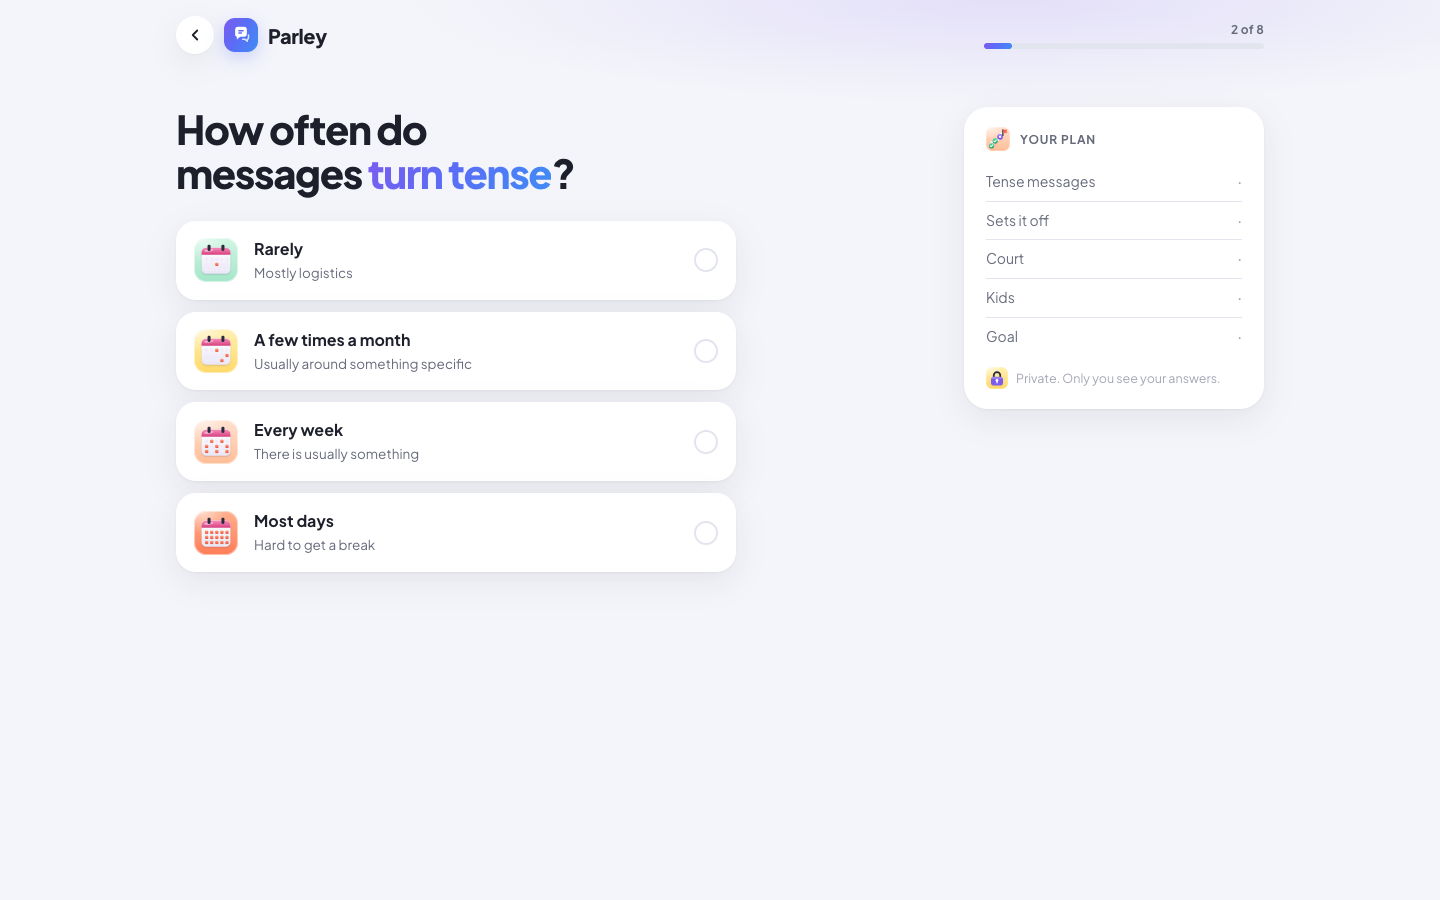 Parley
2 of 8
How often do
messages turn tense?
Rarely
Mostly logistics
A few times a month
Usually around something specific
Every week
There is usually something
Most days
Hard to get a break
YOUR PLAN
Tense messages ·
Sets it off ·
Court ·
Kids ·
Goal ·
Private. Only you see your answers.